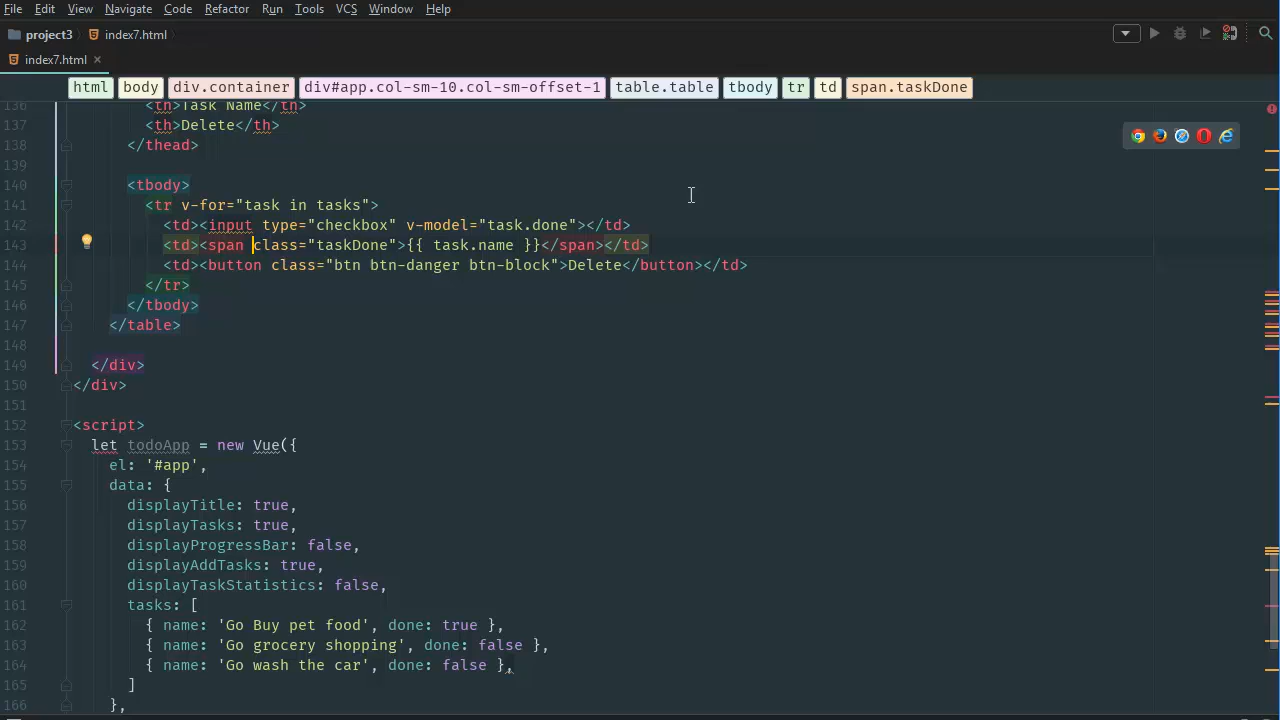 File Edit View Navigate Code Refactor Run Tools VCS Window Help
project3 index7.html
index7.html
html body div.container div#app.col-sm-10.col-sm-offset-1 table.table tbody tr td span.taskDone
136 <th>Task Name</th>
137 <th>Delete</th>
138 </thead>
139
140 <tbody>
141 <tr v-for="task in tasks">
142 <td><input type="checkbox" v-model="task.done"></td>
143 <td><span class="taskDone">{{ task.name }}</span></td>
144 <td><button class="btn btn-danger btn-block">Delete</button></td>
145 </tr>
146 </tbody>
147 </table>
148
149 </div>
150 </div>
151
152 <script>
153 let todoApp = new Vue({
154 el: '#app',
155 data: {
156 displayTitle: true,
157 displayTasks: true,
158 displayProgressBar: false,
159 displayAddTasks: true,
160 displayTaskStatistics: false,
161 tasks: [
162 { name: 'Go Buy pet food', done: true },
163 { name: 'Go grocery shopping', done: false },
164 { name: 'Go wash the car', done: false },
165 ]
166 },